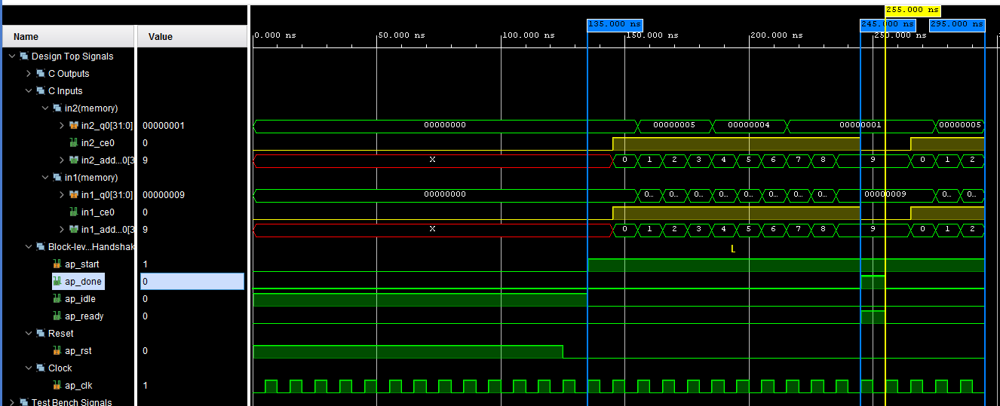 255.000 ns
135.000 ns 245.000 ns 295.000 ns
Name Value 0.000 ns 50.000 ns 100.000 ns 150.000 ns 200.000 ns 250.000 ns
Design Top Signals
C Outputs
C Inputs
in2(memory)
in2_q0[31:0] 00000001 00000000 00000005 00000004 00000001 00000005
in2_ce0 0
in2_add...0[3 9 X 0 1 2 3 4 5 6 7 8 9 0 1 2
in1(memory)
in1_q0[31:0] 00000009 00000000 0... 0... 0... 0... 0... 0... 0... 0... 00000009 0... 0...
in1_ce0 0
in1_add...0[3 9 X 0 1 2 3 4 5 6 7 8 9 0 1 2
Block-lev...Handshak
L
ap_start 1
ap_done 0
ap_idle 0
ap_ready 0
Reset
ap_rst 0
Clock
ap_clk 1
Test Bench Signals